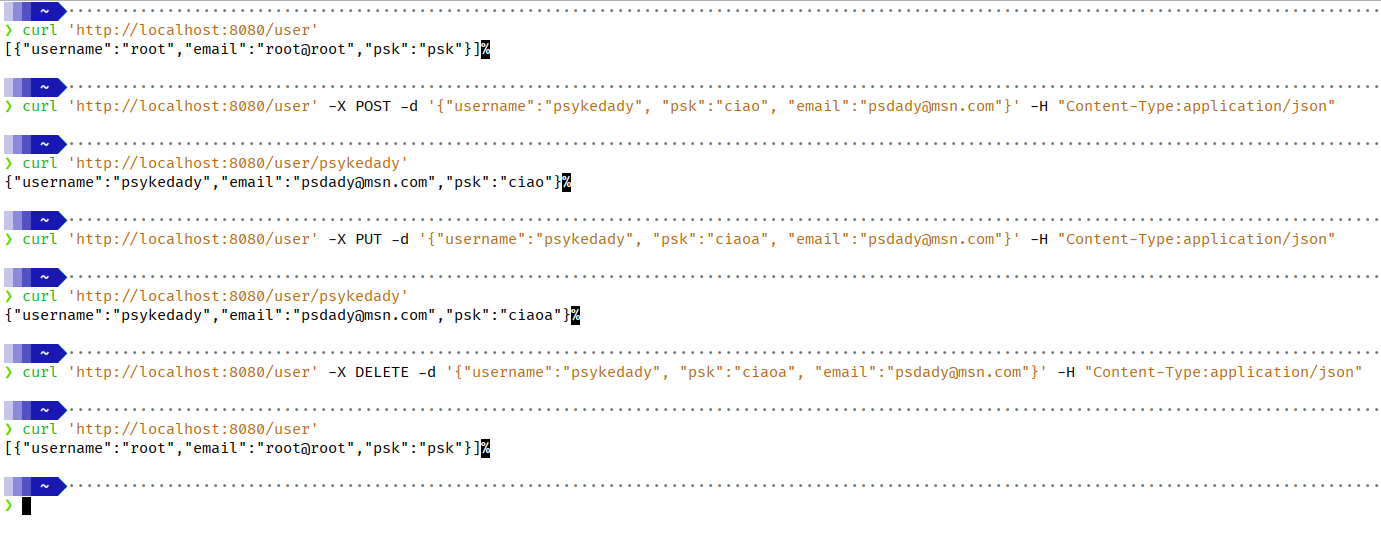 ~
❯ curl 'http://localhost:8080/user'
[{"username":"root","email":"root@root","psk":"psk"}]%
~
❯ curl 'http://localhost:8080/user' -X POST -d '{"username":"psykedady", "psk":"ciao", "email":"psdady@msn.com"}' -H "Content-Type:application/json"
~
❯ curl 'http://localhost:8080/user/psykedady'
{"username":"psykedady","email":"psdady@msn.com","psk":"ciao"}%
~
❯ curl 'http://localhost:8080/user' -X PUT -d '{"username":"psykedady", "psk":"ciaoa", "email":"psdady@msn.com"}' -H "Content-Type:application/json"
~
❯ curl 'http://localhost:8080/user/psykedady'
{"username":"psykedady","email":"psdady@msn.com","psk":"ciaoa"}%
~
❯ curl 'http://localhost:8080/user' -X DELETE -d '{"username":"psykedady", "psk":"ciaoa", "email":"psdady@msn.com"}' -H "Content-Type:application/json"
~
❯ curl 'http://localhost:8080/user'
[{"username":"root","email":"root@root","psk":"psk"}]%
~
❯